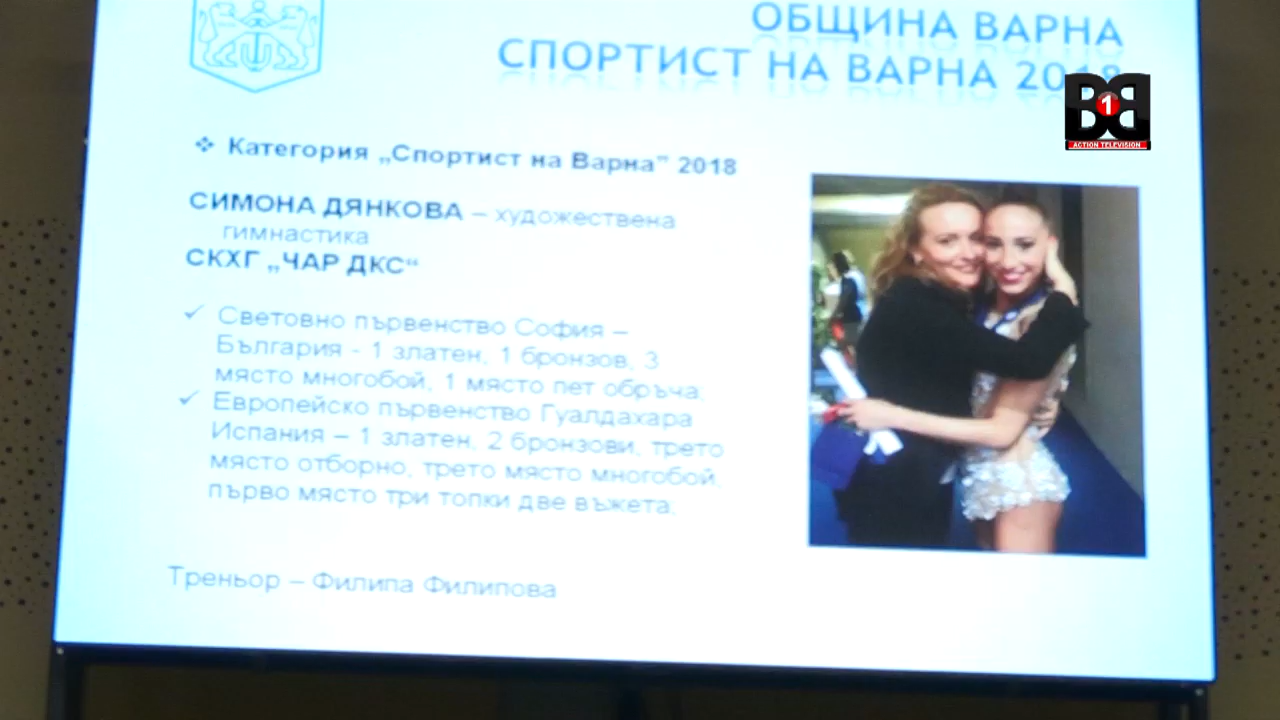 ОБЩИНА ВАРНА
СПОРТИСТ НА ВАРНА 2018
BB1
ACTION TELEVISION
❖ Категория „Спортист на Варна" 2018
СИМОНА ДЯНКОВА – художествена
гимнастика
СКХГ „ЧАР ДКС“
✓ Световно първенство София –
България - 1 златен, 1 бронзов, 3
място многобой, 1 място пет обръча.
✓ Европейско първенство Гуалдахара
Испания – 1 златен, 2 бронзови, трето
място отборно, трето място многобой,
първо място три топки две въжета.
Треньор – Филипа Филипова